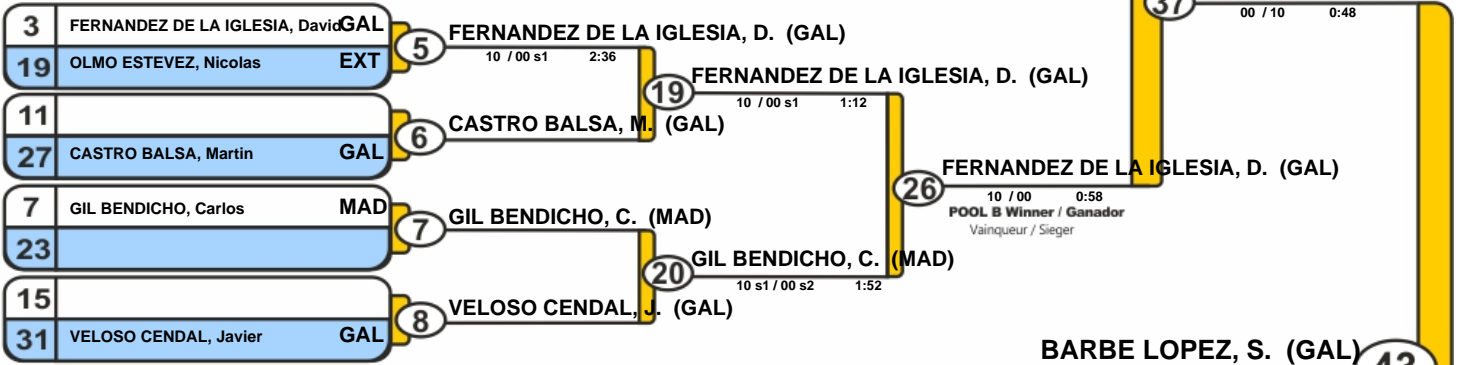 37
00 / 10 0:48
3 FERNANDEZ DE LA IGLESIA, David GAL
19 OLMO ESTEVEZ, Nicolas EXT
5 FERNANDEZ DE LA IGLESIA, D. (GAL)
10 / 00 s1 2:36
11
27 CASTRO BALSA, Martin GAL
6 CASTRO BALSA, M. (GAL)
19 FERNANDEZ DE LA IGLESIA, D. (GAL)
10 / 00 s1 1:12
7 GIL BENDICHO, Carlos MAD
23
7 GIL BENDICHO, C. (MAD)
15
31 VELOSO CENDAL, Javier GAL
8 VELOSO CENDAL, J. (GAL)
20 GIL BENDICHO, C. (MAD)
10 s1 / 00 s2 1:52
26 FERNANDEZ DE LA IGLESIA, D. (GAL)
10 / 00 0:58
POOL B Winner / Ganador
Vainqueur / Sieger
BARBE LOPEZ, S. (GAL)